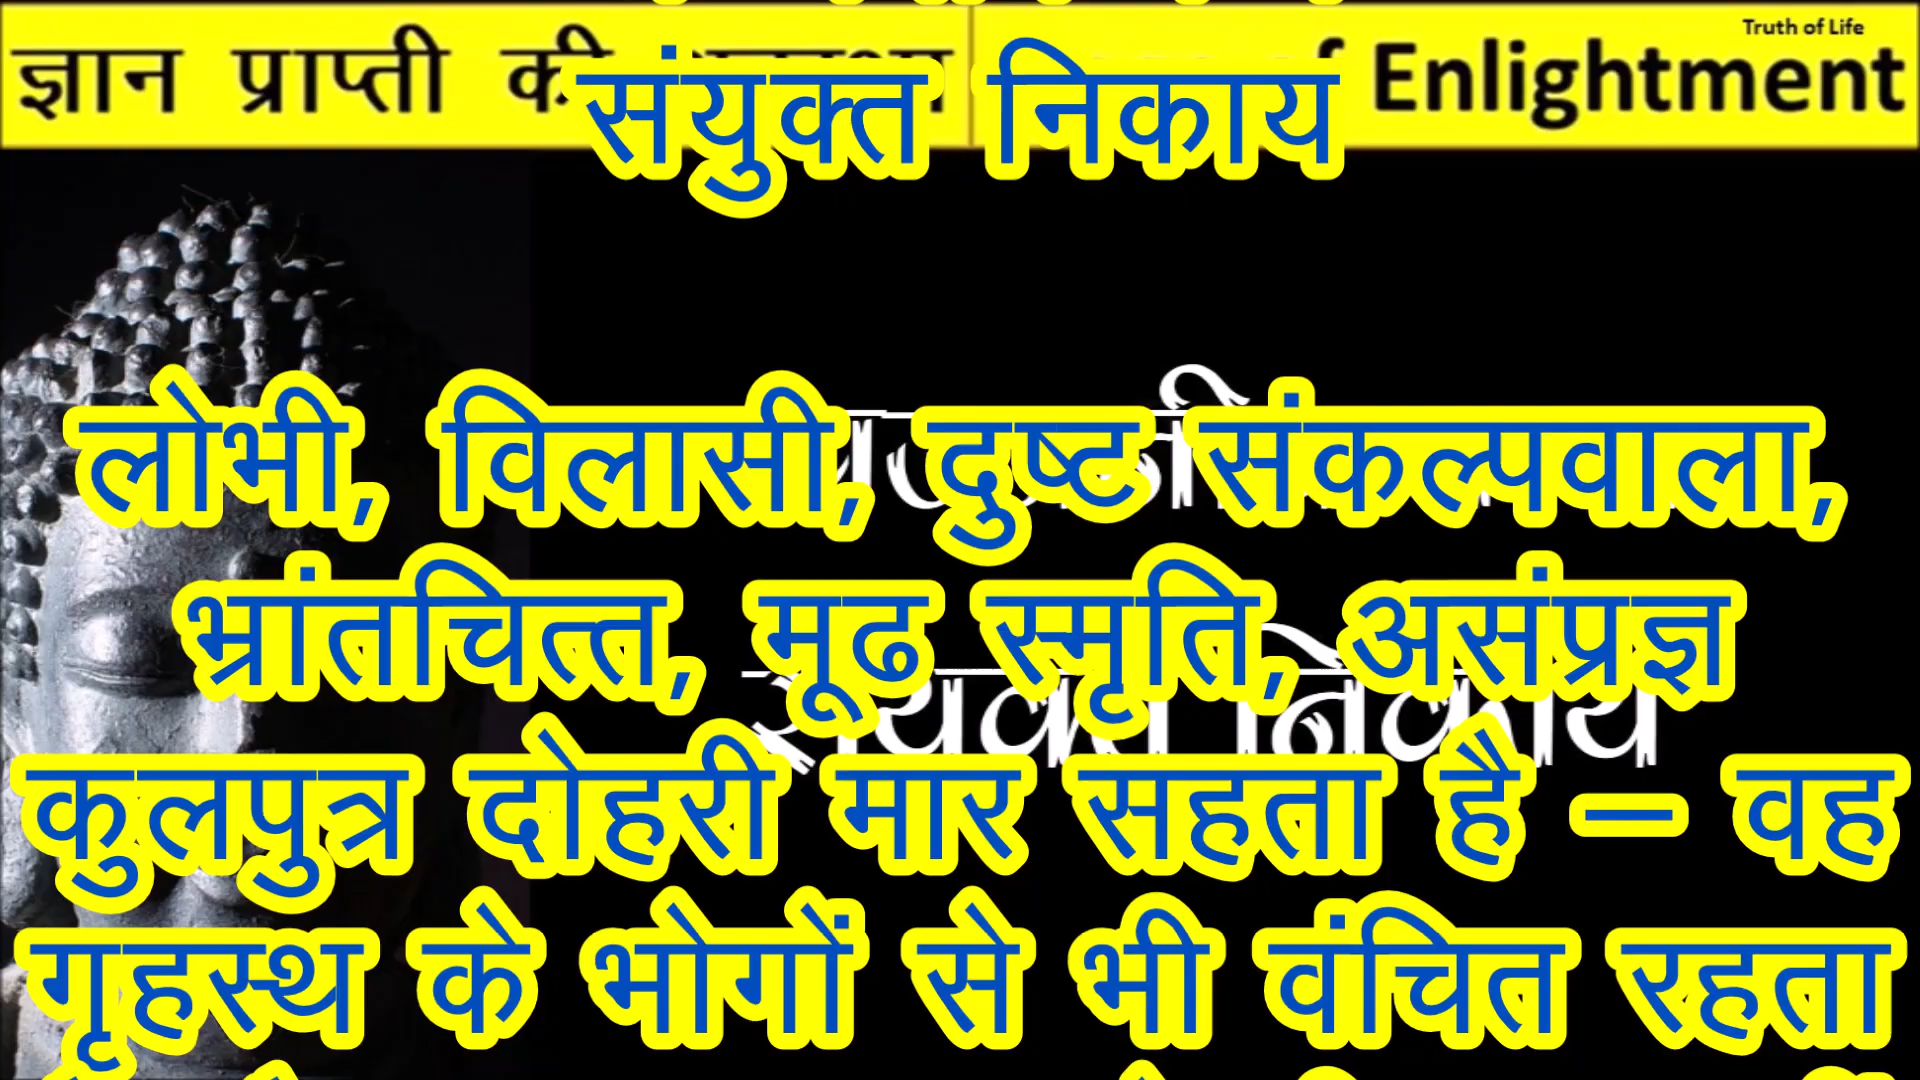 Truth of Life
ज्ञान प्राप्ती की Enlightment
संयुक्त निकाय
लोभी, विलासी, दुष्ट संकल्पवाला,
भ्रांतचित्त, मूढ स्मृति, असंप्रज्ञ
संयुक्त निकाय
कुलपुत्र दोहरी मार सहता है – वह
गृहस्थ के भोगों से भी वंचित रहता